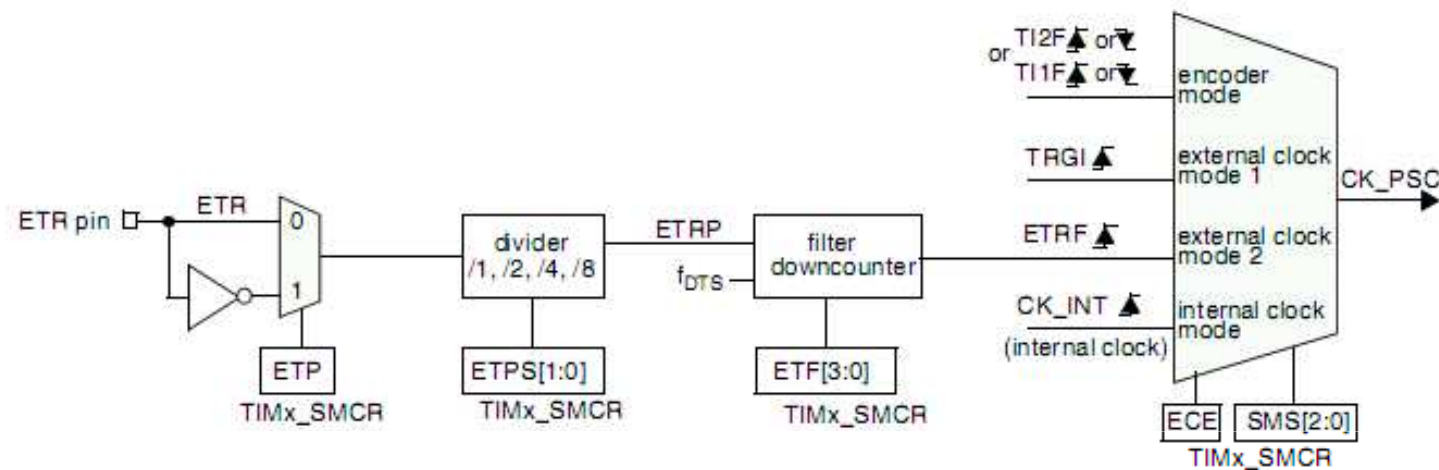 ETR pin
ETR
0
1
ETP
TIMx_SMCR
divider
/1, /2, /4, /8
ETPS[1:0]
TIMx_SMCR
ETRP
fDTS
filter
downcounter
ETF[3:0]
TIMx_SMCR
or TI2F or
TI1F or
encoder
mode
TRGI
external clock
mode 1
ETRF
external clock
mode 2
CK_INT
(internal clock)
internal clock
mode
CK_PSC
ECE
SMS[2:0]
TIMx_SMCR